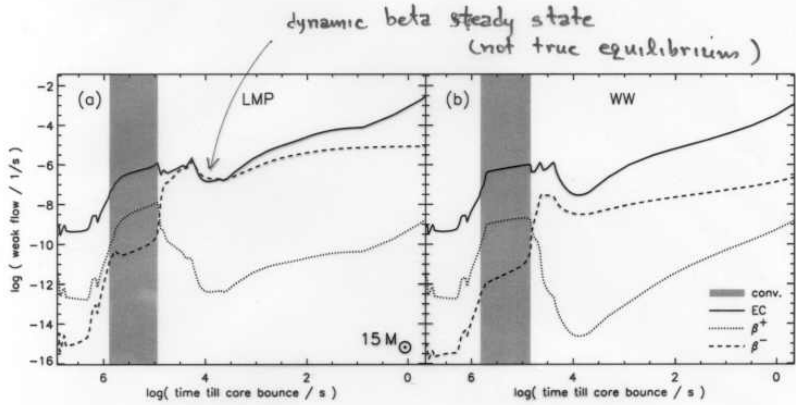 dynamic beta steady state
(not true equilibrium)
(a)
LMP
(b)
WW
-2
-4
-6
-8
-10
-12
-14
-16
log ( weak flow / 1/s )
15 M☉
conv.
EC
β+
β-
6
4
2
0
6
4
2
0
log( time till core bounce / s )
log( time till core bounce / s )